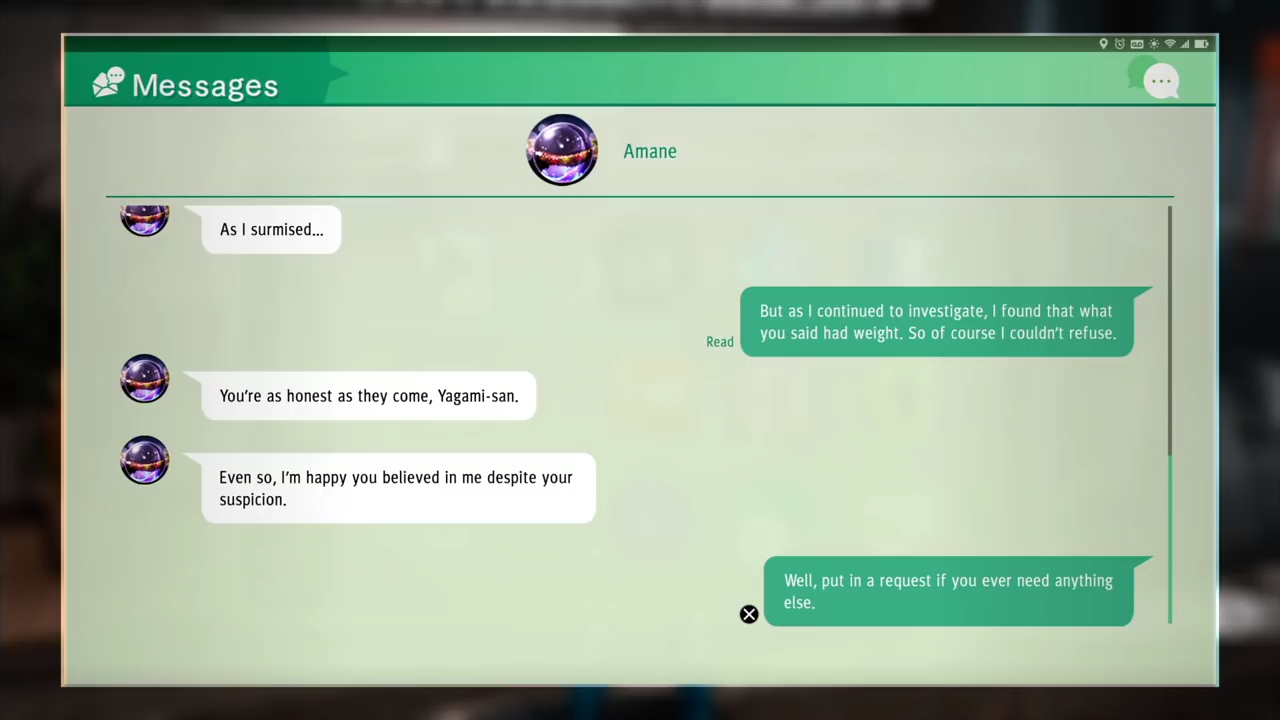 Messages
Amane
As I surmised...
But as I continued to investigate, I found that what
you said had weight. So of course I couldn't refuse.
Read
You're as honest as they come, Yagami-san.
Even so, I'm happy you believed in me despite your
suspicion.
Well, put in a request if you ever need anything
else.